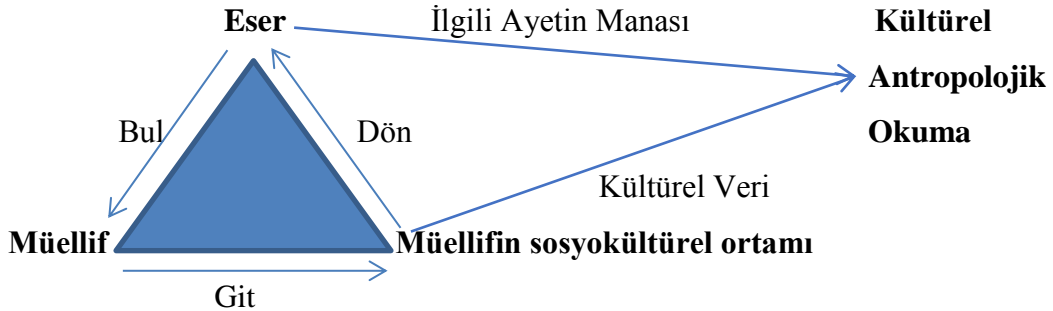 Eser
İlgili Ayetin Manası
Kültürel
Antropolojik
Okuma
Bul
Dön
Kültürel Veri
Müellif
Müellifin sosyokültürel ortamı
Git